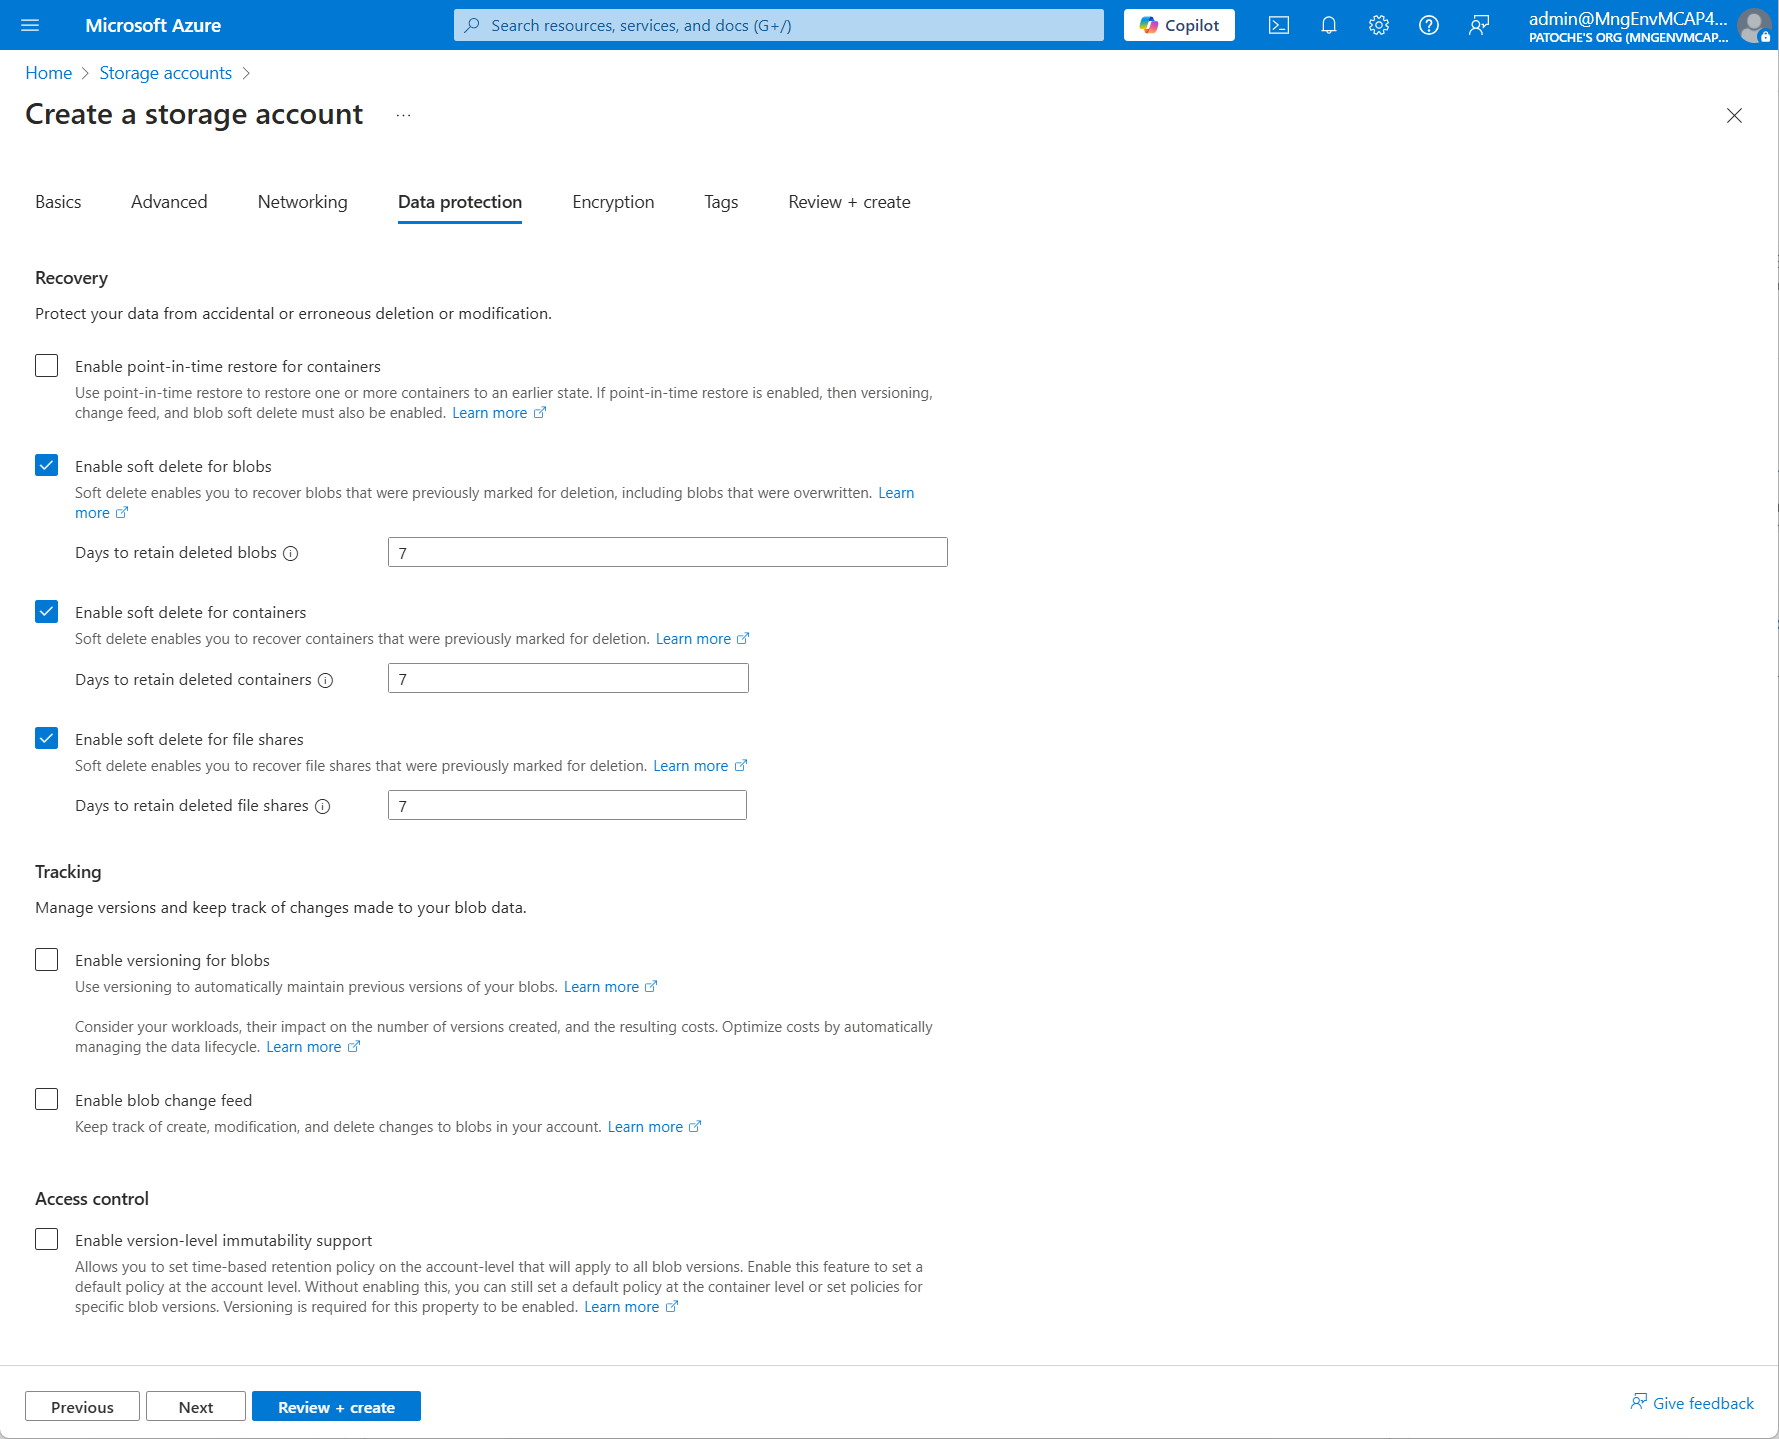 Microsoft Azure
Search resources, services, and docs (G+/)
Copilot
admin@MngEnvMCAP4...
PATOCHE'S ORG (MNGENVMCAP...
Home
Storage accounts
Create a storage account
...
Basics
Advanced
Networking
Data protection
Encryption
Tags
Review + create
Recovery
Protect your data from accidental or erroneous deletion or modification.
Enable point-in-time restore for containers
Use point-in-time restore to restore one or more containers to an earlier state. If point-in-time restore is enabled, then versioning,
change feed, and blob soft delete must also be enabled. Learn more
Enable soft delete for blobs
Soft delete enables you to recover blobs that were previously marked for deletion, including blobs that were overwritten. Learn
more
Days to retain deleted blobs
7
Enable soft delete for containers
Soft delete enables you to recover containers that were previously marked for deletion. Learn more
Days to retain deleted containers
7
Enable soft delete for file shares
Soft delete enables you to recover file shares that were previously marked for deletion. Learn more
Days to retain deleted file shares
7
Tracking
Manage versions and keep track of changes made to your blob data.
Enable versioning for blobs
Use versioning to automatically maintain previous versions of your blobs. Learn more
Consider your workloads, their impact on the number of versions created, and the resulting costs. Optimize costs by automatically
managing the data lifecycle. Learn more
Enable blob change feed
Keep track of create, modification, and delete changes to blobs in your account. Learn more
Access control
Enable version-level immutability support
Allows you to set time-based retention policy on the account-level that will apply to all blob versions. Enable this feature to set a
default policy at the account level. Without enabling this, you can still set a default policy at the container level or set policies for
specific blob versions. Versioning is required for this property to be enabled. Learn more
Previous
Next
Review + create
Give feedback